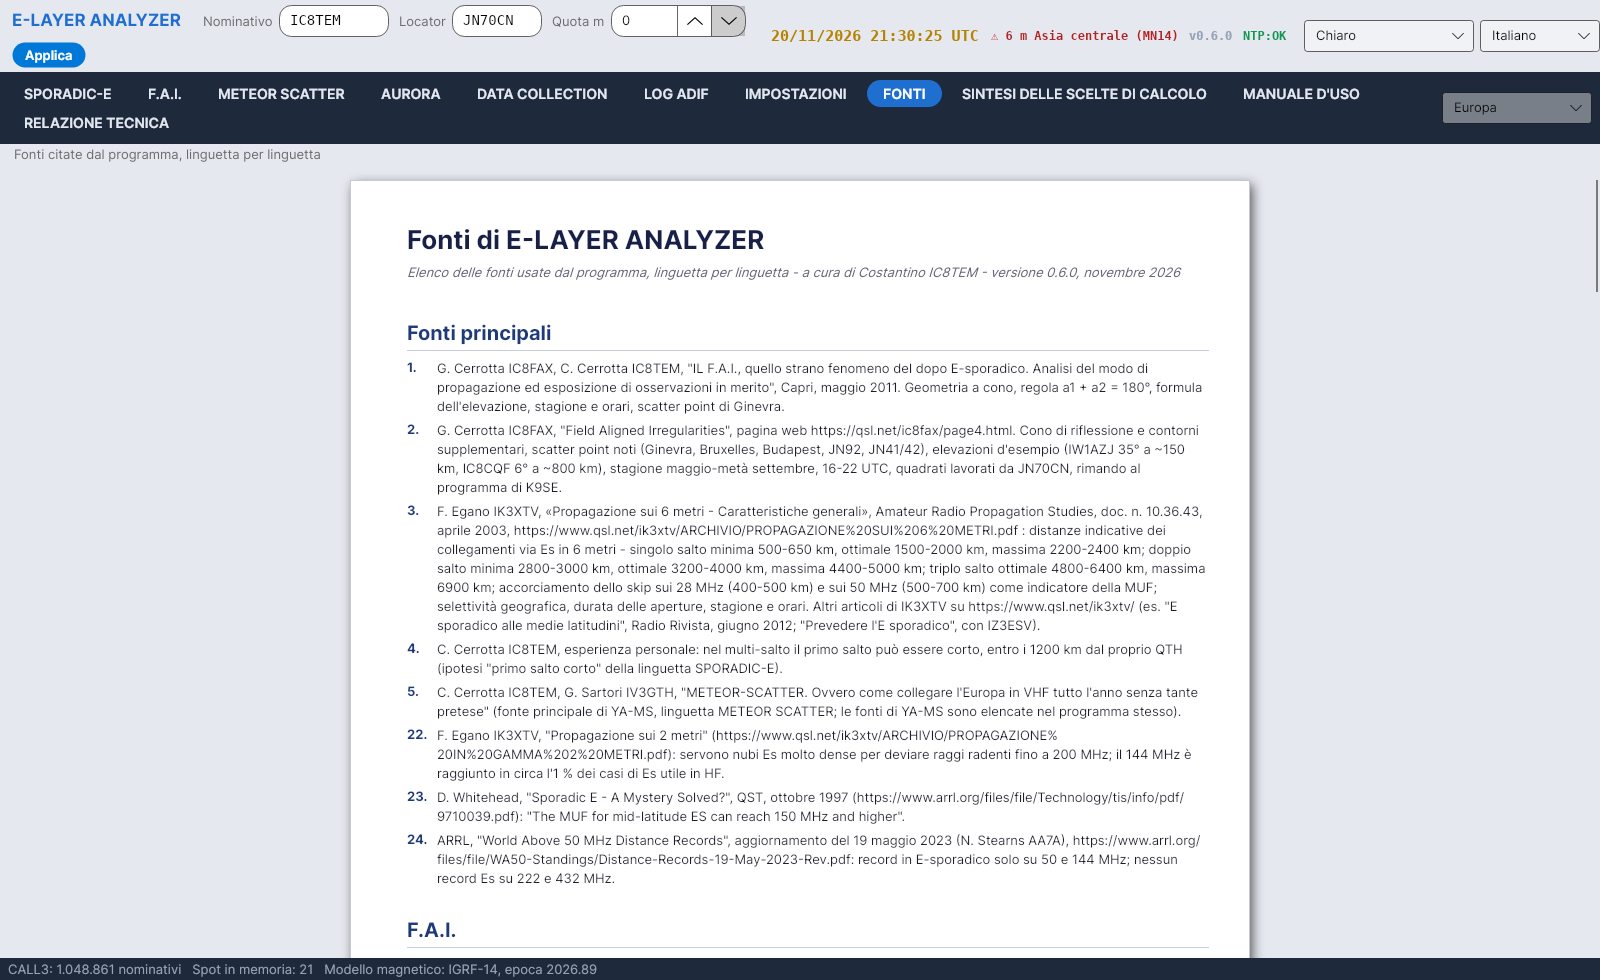 E-LAYER ANALYZER Nominativo IC8TEM Locator JN70CN Quota m 0
20/11/2026 21:30:25 UTC ⚠ 6 m Asia centrale (MN14) v0.6.0 NTP:OK Chiaro Italiano
Applica
SPORADIC-E F.A.I. METEOR SCATTER AURORA DATA COLLECTION LOG ADIF IMPOSTAZIONI FONTI SINTESI DELLE SCELTE DI CALCOLO MANUALE D'USO
RELAZIONE TECNICA
Europa
Fonti citate dal programma, linguetta per linguetta
Fonti di E-LAYER ANALYZER
Elenco delle fonti usate dal programma, linguetta per linguetta - a cura di Costantino IC8TEM - versione 0.6.0, novembre 2026
Fonti principali
1. G. Cerrotta IC8FAX, C. Cerrotta IC8TEM, "IL F.A.I., quello strano fenomeno del dopo E-sporadico. Analisi del modo di
propagazione ed esposizione di osservazioni in merito", Capri, maggio 2011. Geometria a cono, regola a1 + a2 = 180°, formula
dell'elevazione, stagione e orari, scatter point di Ginevra.
2. G. Cerrotta IC8FAX, "Field Aligned Irregularities", pagina web https://qsl.net/ic8fax/page4.html. Cono di riflessione e contorni
supplementari, scatter point noti (Ginevra, Bruxelles, Budapest, JN92, JN41/42), elevazioni d'esempio (IW1AZJ 35° a ~150
km, IC8CQF 6° a ~800 km), stagione maggio-metà settembre, 16-22 UTC, quadrati lavorati da JN70CN, rimando al
programma di K9SE.
3. F. Egano IK3XTV, «Propagazione sui 6 metri - Caratteristiche generali», Amateur Radio Propagation Studies, doc. n. 10.36.43,
aprile 2003, https://www.qsl.net/ik3xtv/ARCHIVIO/PROPAGAZIONE%20SUI%206%20METRI.pdf : distanze indicative dei
collegamenti via Es in 6 metri - singolo salto minima 500-650 km, ottimale 1500-2000 km, massima 2200-2400 km; doppio
salto minima 2800-3000 km, ottimale 3200-4000 km, massima 4400-5000 km; triplo salto ottimale 4800-6400 km, massima
6900 km; accorciamento dello skip sui 28 MHz (400-500 km) e sui 50 MHz (500-700 km) come indicatore della MUF;
selettività geografica, durata delle aperture, stagione e orari. Altri articoli di IK3XTV su https://www.qsl.net/ik3xtv/ (es. "E
sporadico alle medie latitudini", Radio Rivista, giugno 2012; "Prevedere l'E sporadico", con IZ3ESV).
4. C. Cerrotta IC8TEM, esperienza personale: nel multi-salto il primo salto può essere corto, entro i 1200 km dal proprio QTH
(ipotesi "primo salto corto" della linguetta SPORADIC-E).
5. C. Cerrotta IC8TEM, G. Sartori IV3GTH, "METEOR-SCATTER. Ovvero come collegare l'Europa in VHF tutto l'anno senza tante
pretese" (fonte principale di YA-MS, linguetta METEOR SCATTER; le fonti di YA-MS sono elencate nel programma stesso).
22. F. Egano IK3XTV, "Propagazione sui 2 metri" (https://www.qsl.net/ik3xtv/ARCHIVIO/PROPAGAZIONE%
20IN%20GAMMA%202%20METRI.pdf): servono nubi Es molto dense per deviare raggi radenti fino a 200 MHz; il 144 MHz è
raggiunto in circa l'1 % dei casi di Es utile in HF.
23. D. Whitehead, "Sporadic E - A Mystery Solved?", QST, ottobre 1997 (https://www.arrl.org/files/file/Technology/tis/info/pdf/
9710039.pdf): "The MUF for mid-latitude ES can reach 150 MHz and higher".
24. ARRL, "World Above 50 MHz Distance Records", aggiornamento del 19 maggio 2023 (N. Stearns AA7A), https://www.arrl.org/
files/file/WA50-Standings/Distance-Records-19-May-2023-Rev.pdf: record in E-sporadico solo su 50 e 144 MHz; nessun
record Es su 222 e 432 MHz.
F.A.I.
CALL3: 1.048.861 nominativi Spot in memoria: 21 Modello magnetico: IGRF-14, epoca 2026.89